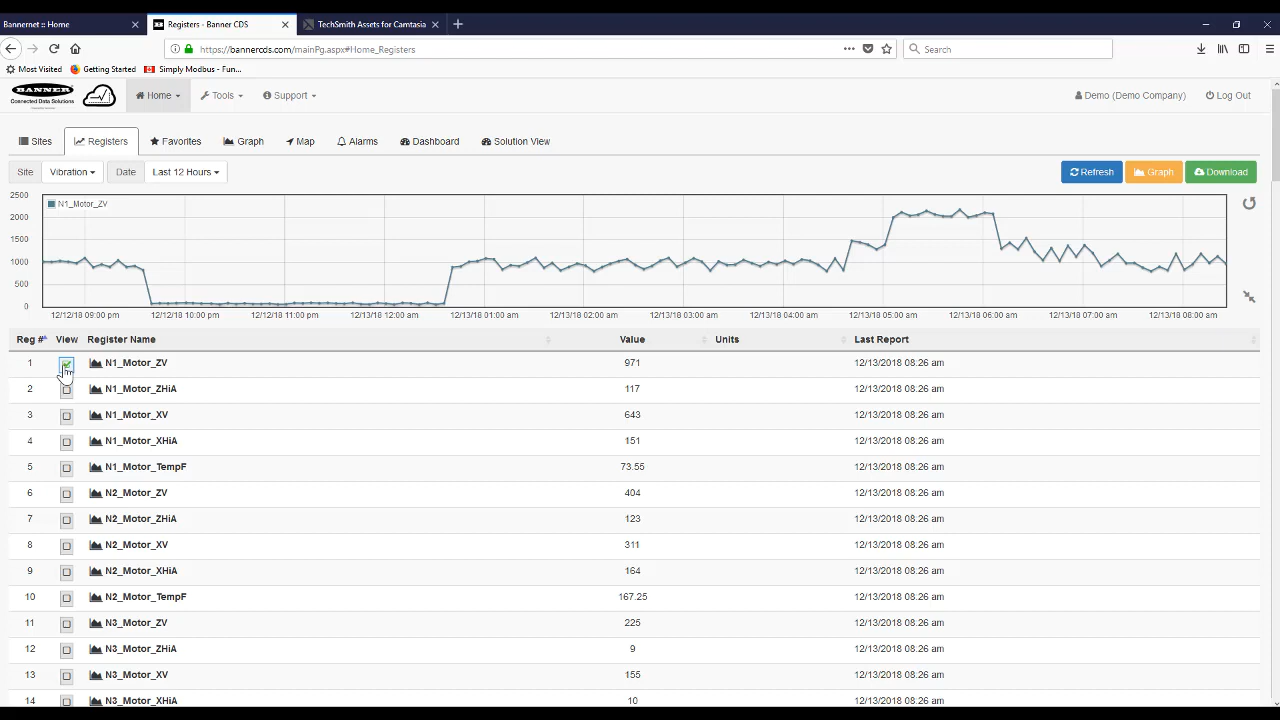 Bannernet :: Home
Registers - Banner CDS
TechSmith Assets for Camtasia
https://bannercds.com/mainPg.aspx#Home_Registers
Search
Most Visited
Getting Started
Simply Modbus - Fun...
BANNER
Connected Data Solutions
Home
Tools
Support
Demo (Demo Company)
Log Out
Sites
Registers
Favorites
Graph
Map
Alarms
Dashboard
Solution View
Site
Vibration
Date
Last 12 Hours
Refresh
Graph
Download
2500
2000
1500
1000
500
0
N1_Motor_ZV
12/12/18 09:00 pm 12/12/18 10:00 pm 12/12/18 11:00 pm 12/13/18 12:00 am 12/13/18 01:00 am 12/13/18 02:00 am 12/13/18 03:00 am 12/13/18 04:00 am 12/13/18 05:00 am 12/13/18 06:00 am 12/13/18 07:00 am 12/13/18 08:00 am
Reg # View Register Name Value Units Last Report
1 N1_Motor_ZV 971 12/13/2018 08:26 am
2 N1_Motor_ZHiA 117 12/13/2018 08:26 am
3 N1_Motor_XV 643 12/13/2018 08:26 am
4 N1_Motor_XHiA 151 12/13/2018 08:26 am
5 N1_Motor_TempF 73.55 12/13/2018 08:26 am
6 N2_Motor_ZV 404 12/13/2018 08:26 am
7 N2_Motor_ZHiA 123 12/13/2018 08:26 am
8 N2_Motor_XV 311 12/13/2018 08:26 am
9 N2_Motor_XHiA 164 12/13/2018 08:26 am
10 N2_Motor_TempF 167.25 12/13/2018 08:26 am
11 N3_Motor_ZV 225 12/13/2018 08:26 am
12 N3_Motor_ZHiA 9 12/13/2018 08:26 am
13 N3_Motor_XV 155 12/13/2018 08:26 am
14 N3_Motor_XHiA 10 12/13/2018 08:26 am